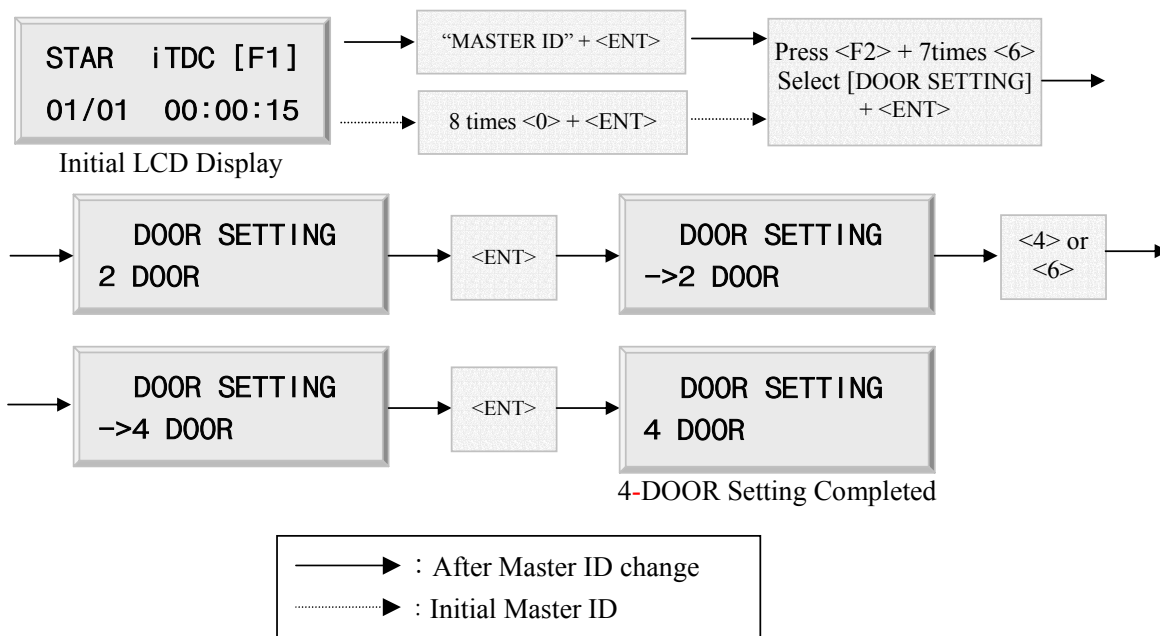 STAR iTDC [F1]
01/01 00:00:15
Initial LCD Display
“MASTER ID” + <ENT>
8 times <0> + <ENT>
Press <F2> + 7times <6>
Select [DOOR SETTING]
+ <ENT>
DOOR SETTING
2 DOOR
<ENT>
DOOR SETTING
->2 DOOR
<4> or
<6>
DOOR SETTING
->4 DOOR
<ENT>
DOOR SETTING
4 DOOR
4-DOOR Setting Completed
: After Master ID change
: Initial Master ID